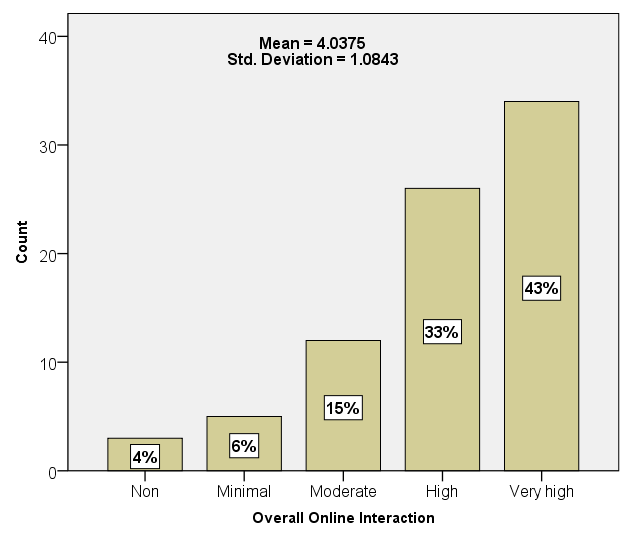 Mean = 4.0375
Std. Deviation = 1.0843
40
30
20
10
0
Count
4%
6%
15%
33%
43%
Non
Minimal
Moderate
High
Very high
Overall Online Interaction